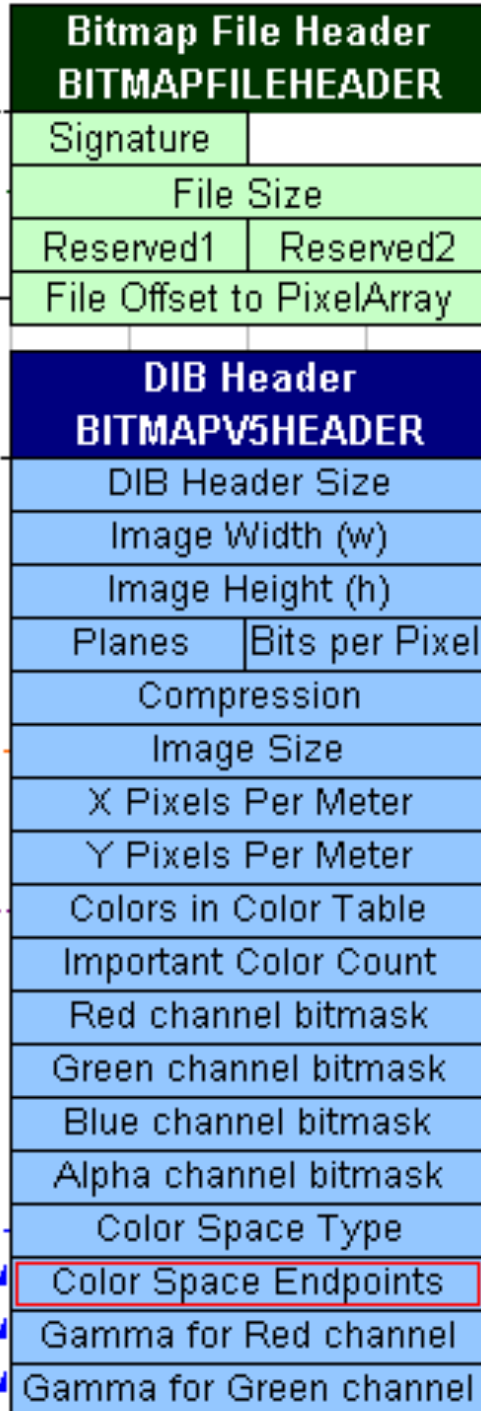 Bitmap File Header
BITMAPFILEHEADER
Signature
File Size
Reserved1 Reserved2
File Offset to PixelArray
DIB Header
BITMAPV5HEADER
DIB Header Size
Image Width (w)
Image Height (h)
Planes Bits per Pixel
Compression
Image Size
X Pixels Per Meter
Y Pixels Per Meter
Colors in Color Table
Important Color Count
Red channel bitmask
Green channel bitmask
Blue channel bitmask
Alpha channel bitmask
Color Space Type
Color Space Endpoints
Gamma for Red channel
Gamma for Green channel